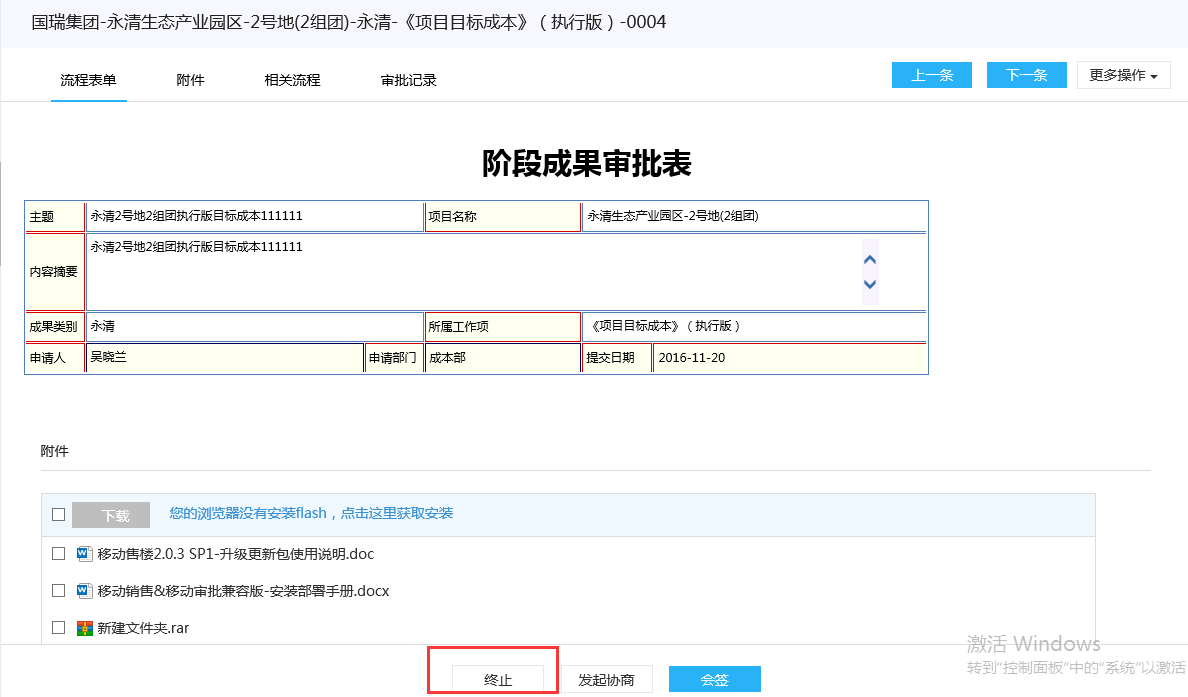 国瑞集团-永清生态产业园区-2号地(2组团)-永清-《项目目标成本》（执行版）-0004
流程表单 附件 相关流程 审批记录 上一条 下一条 更多操作
阶段成果审批表
主题 永清2号地2组团执行版目标成本111111 项目名称 永清生态产业园区-2号地(2组团)
永清2号地2组团执行版目标成本111111
内容摘要
成果类别 永清 所属工作项 《项目目标成本》（执行版）
申请人 吴晓兰 申请部门 成本部 提交日期 2016-11-20
附件
下载 您的浏览器没有安装flash，点击这里获取安装
移动售楼2.0.3 SP1-升级更新包使用说明.doc
移动销售&移动审批兼容版-安装部署手册.docx
新建文件夹.rar
激活 Windows
转到“控制面板”中的“系统”以激活
终止 发起协商 会签